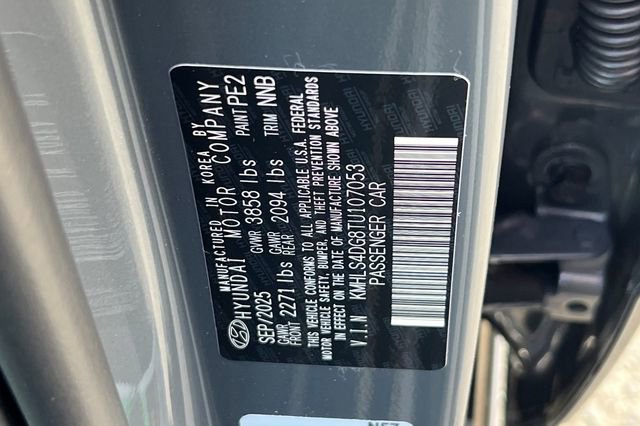 MANUFACTURED IN KOREA BY
HYUNDAI MOTOR COMPANY
SEP/2025 GVWR 3858 lbs PAINT PE2
GAWR FRONT 2271 lbs GAWR REAR 2094 lbs TRIM NNB
THIS VEHICLE CONFORMS TO ALL APPLICABLE U.S.A. FEDERAL
MOTOR VEHICLE SAFETY, BUMPER, AND THEFT PREVENTION STANDARDS
IN EFFECT ON THE DATE OF MANUFACTURE SHOWN ABOVE
V.I.N KMHLS4DG8TU107053
PASSENGER CAR